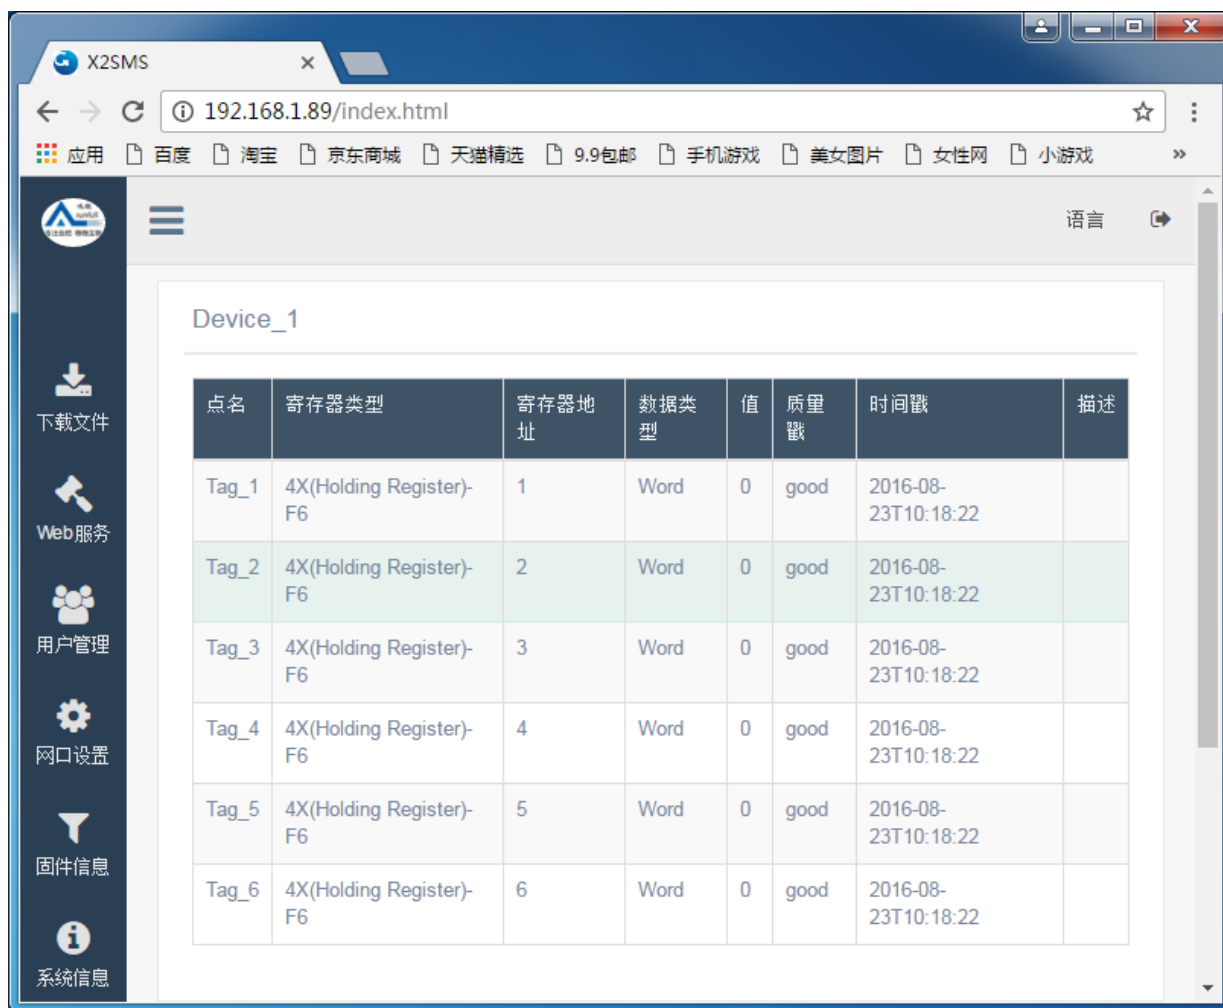 X2SMS
192.168.1.89/index.html
应用 百度 淘宝 京东商城 天猫精选 9.9包邮 手机游戏 美女图片 女性网 小游戏 »
sunfull
语言
Device_1
点名 寄存器类型 寄存器地 数据类 值 质量 时间戳 描述
址 型 戳
Tag_1 4X(Holding Register)- 1 Word 0 good 2016-08-
F6 23T10:18:22
Tag_2 4X(Holding Register)- 2 Word 0 good 2016-08-
F6 23T10:18:22
Tag_3 4X(Holding Register)- 3 Word 0 good 2016-08-
F6 23T10:18:22
Tag_4 4X(Holding Register)- 4 Word 0 good 2016-08-
F6 23T10:18:22
Tag_5 4X(Holding Register)- 5 Word 0 good 2016-08-
F6 23T10:18:22
Tag_6 4X(Holding Register)- 6 Word 0 good 2016-08-
F6 23T10:18:22
下载文件
Web服务
用户管理
网口设置
固件信息
系统信息